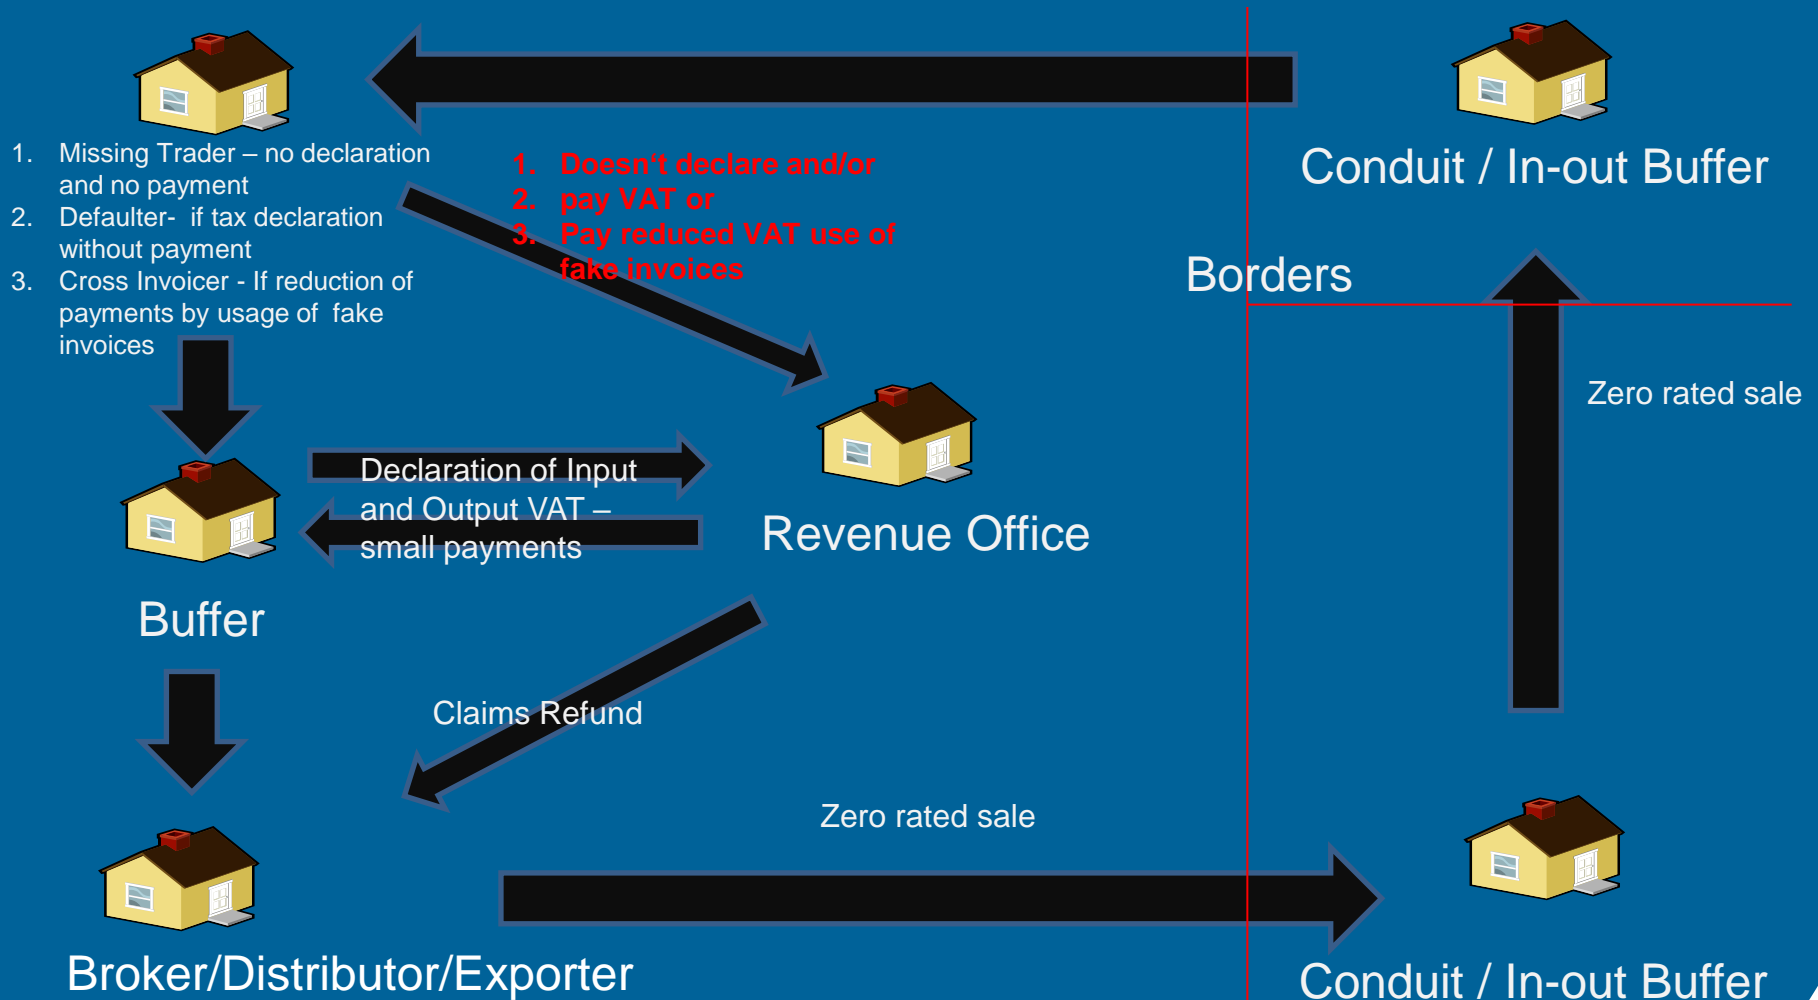 1. Missing Trader – no declaration
and no payment
2. Defaulter- if tax declaration
without payment
3. Cross Invoicer - If reduction of
payments by usage of fake
invoices
1. Doesn't declare and/or
2. pay VAT or
3. Pay reduced VAT use of
fake invoices
Conduit / In-out Buffer
Borders
Zero rated sale
Declaration of Input
and Output VAT –
small payments
Revenue Office
Buffer
Claims Refund
Zero rated sale
Broker/Distributor/Exporter
Conduit / In-out Buffer